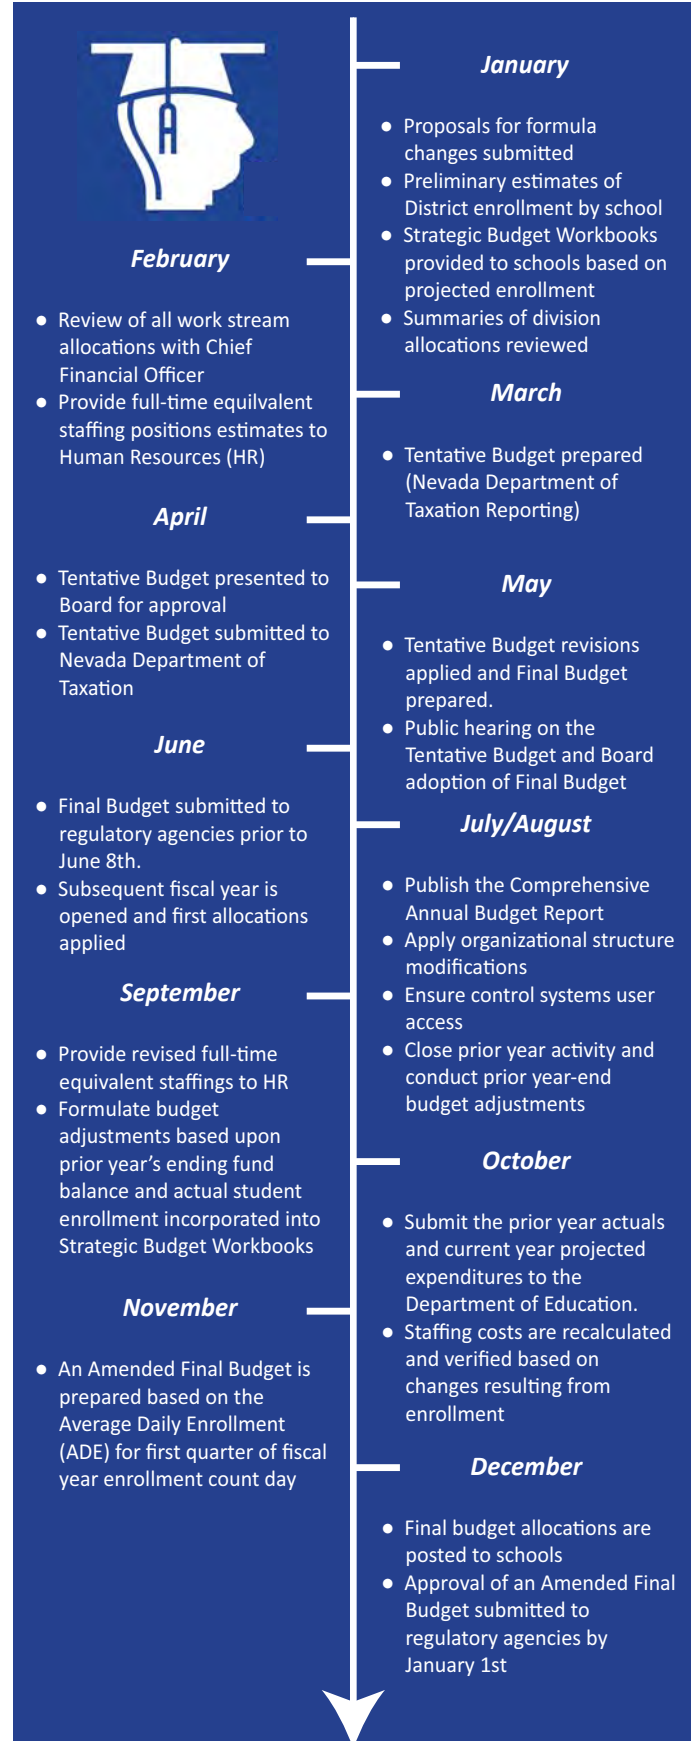 January
● Proposals for formula
changes submitted
● Preliminary estimates of
District enrollment by school
● Strategic Budget Workbooks
provided to schools based on
projected enrollment
● Summaries of division
allocations reviewed
February
● Review of all work stream
allocations with Chief
Financial Officer
● Provide full-time equilvalent
staffing positions estimates to
Human Resources (HR)
March
● Tentative Budget prepared
(Nevada Department of
Taxation Reporting)
April
● Tentative Budget presented to
Board for approval
● Tentative Budget submitted to
Nevada Department of
Taxation
May
● Tentative Budget revisions
applied and Final Budget
prepared.
● Public hearing on the
Tentative Budget and Board
adoption of Final Budget
June
● Final Budget submitted to
regulatory agencies prior to
June 8th.
● Subsequent fiscal year is
opened and first allocations
applied
July/August
● Publish the Comprehensive
Annual Budget Report
● Apply organizational structure
modifications
● Ensure control systems user
access
● Close prior year activity and
conduct prior year-end
budget adjustments
September
● Provide revised full-time
equivalent staffings to HR
● Formulate budget
adjustments based upon
prior year’s ending fund
balance and actual student
enrollment incorporated into
Strategic Budget Workbooks
October
● Submit the prior year actuals
and current year projected
expenditures to the
Department of Education.
● Staffing costs are recalculated
and verified based on
changes resulting from
enrollment
November
● An Amended Final Budget is
prepared based on the
Average Daily Enrollment
(ADE) for first quarter of fiscal
year enrollment count day
December
● Final budget allocations are
posted to schools
● Approval of an Amended Final
Budget submitted to
regulatory agencies by
January 1st